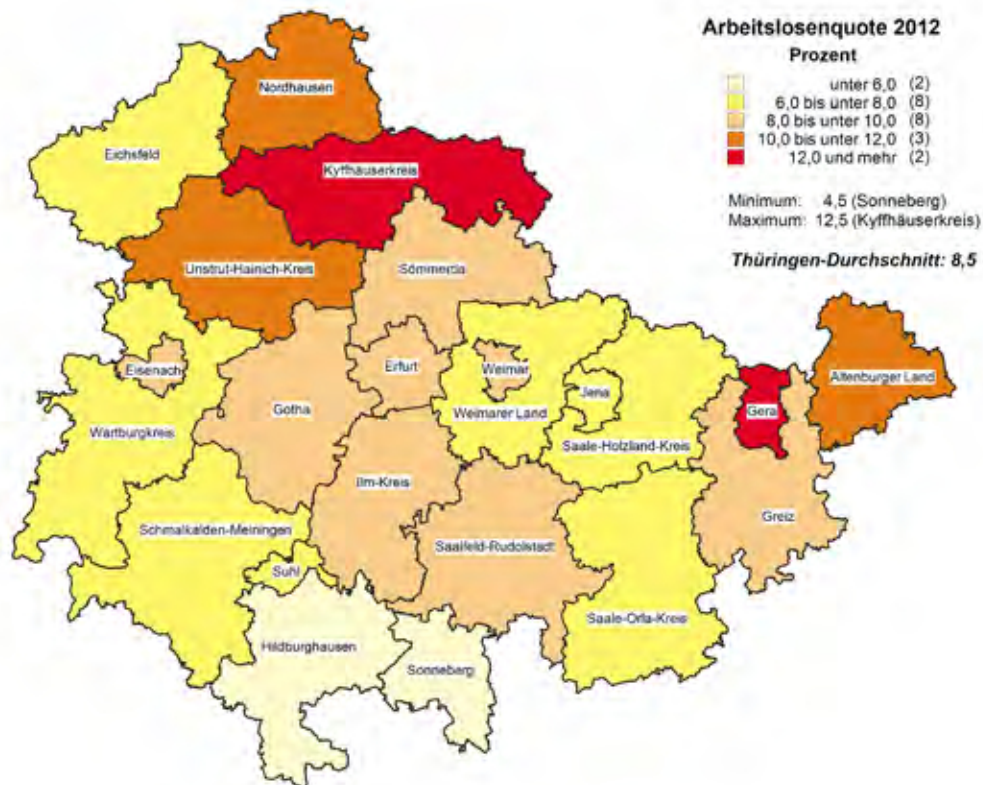 Arbeitslosenquote 2012
Prozent
unter 6,0 (2)
6,0 bis unter 8,0 (8)
8,0 bis unter 10,0 (8)
10,0 bis unter 12,0 (3)
12,0 und mehr (2)
Minimum: 4,5 (Sonneberg)
Maximum: 12,5 (Kyffhäuserkreis)
Thüringen-Durchschnitt: 8,5
Nordhausen
Eichsfeld
Kyffhäuserkreis
Unstrut-Hainich-Kreis
Sömmerda
Eisenach
Erfurt
Weimar
Jena
Altenburger Land
Gotha
Weimarer Land
Gera
Wartburgkreis
Saale-Holzland-Kreis
Ilm-Kreis
Greiz
Schmalkalden-Meiningen
Saalfeld-Rudolstadt
Suhl
Saale-Orla-Kreis
Hildburghausen
Sonneberg